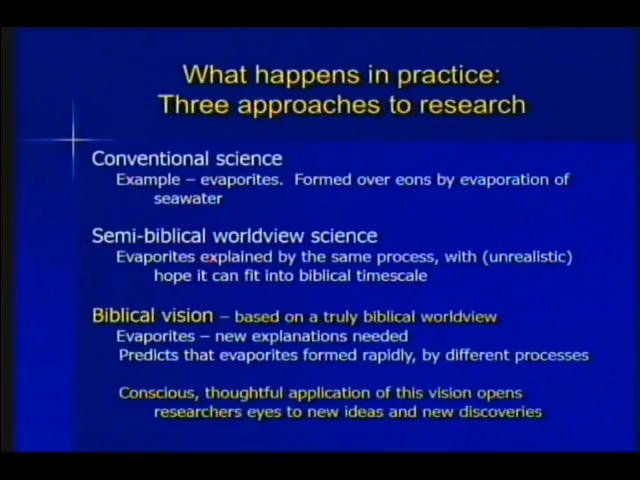 What happens in practice:
Three approaches to research
Conventional science
Example – evaporites. Formed over eons by evaporation of
seawater
Semi-biblical worldview science
Evaporites explained by the same process, with (unrealistic)
hope it can fit into biblical timescale
Biblical vision – based on a truly biblical worldview
Evaporites – new explanations needed
Predicts that evaporites formed rapidly, by different processes
Conscious, thoughtful application of this vision opens
researchers eyes to new ideas and new discoveries